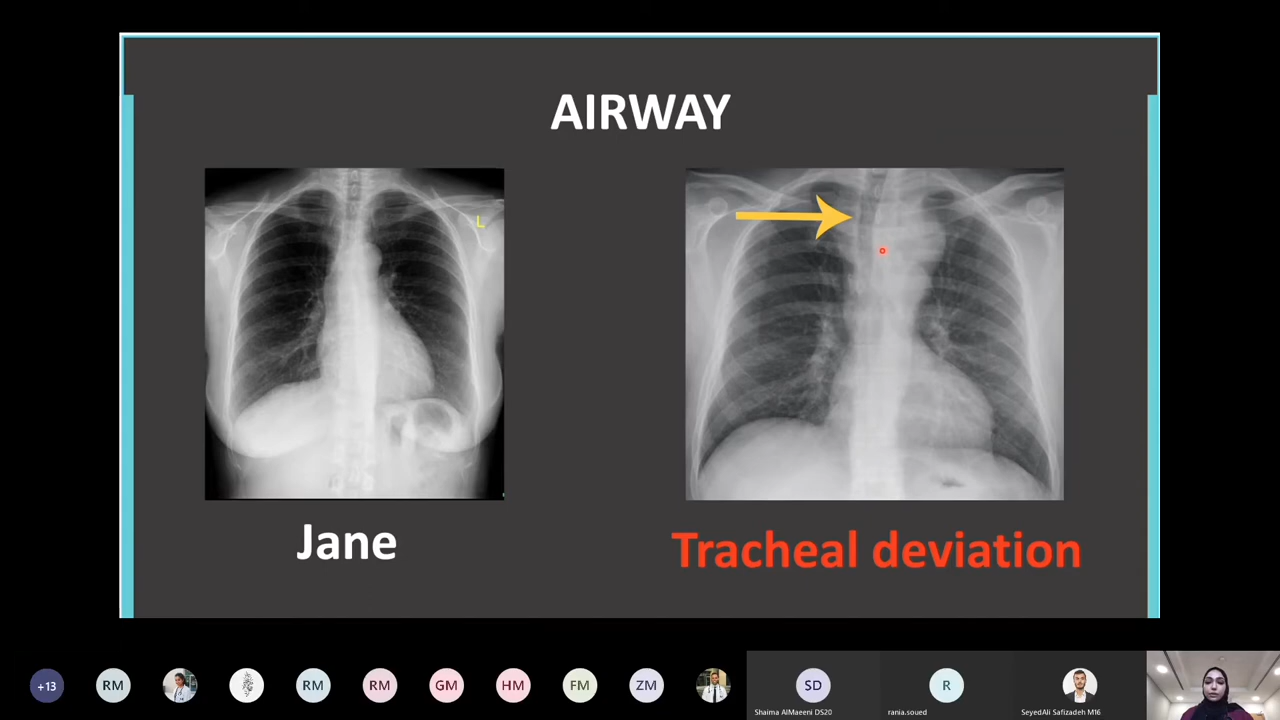 AIRWAY
L
Jane
Tracheal deviation
+13
RM
RM
RM
GM
HM
FM
ZM
SD
R
Shaima AlMaeeni DS20
rania.soued
SeyedAli Safizadeh M16